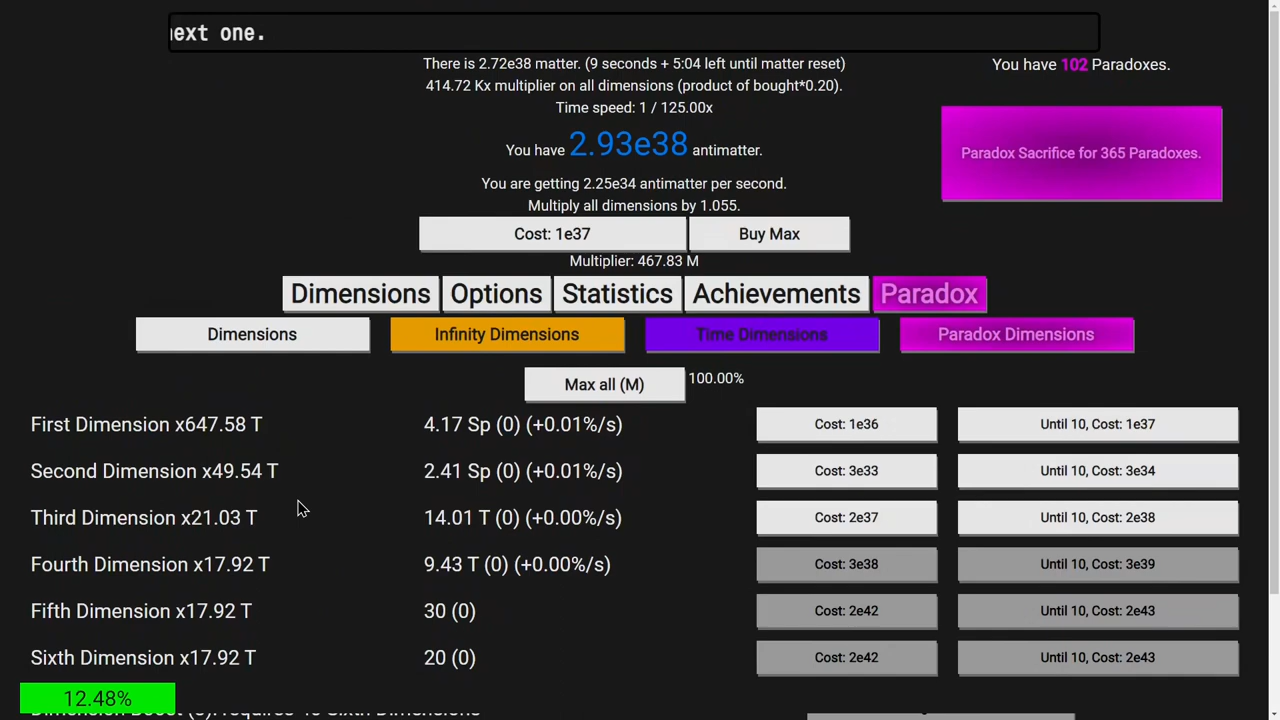 next one.
There is 2.72e38 matter. (9 seconds + 5:04 left until matter reset)
You have 102 Paradoxes.
414.72 Kx multiplier on all dimensions (product of bought*0.20).
Time speed: 1 / 125.00x
You have 2.93e38 antimatter.
Paradox Sacrifice for 365 Paradoxes.
You are getting 2.25e34 antimatter per second.
Multiply all dimensions by 1.055.
Cost: 1e37 Buy Max
Multiplier: 467.83 M
Dimensions Options Statistics Achievements Paradox
Dimensions Infinity Dimensions Time Dimensions Paradox Dimensions
Max all (M) 100.00%
First Dimension x647.58 T 4.17 Sp (0) (+0.01%/s) Cost: 1e36 Until 10, Cost: 1e37
Second Dimension x49.54 T 2.41 Sp (0) (+0.01%/s) Cost: 3e33 Until 10, Cost: 3e34
Third Dimension x21.03 T 14.01 T (0) (+0.00%/s) Cost: 2e37 Until 10, Cost: 2e38
Fourth Dimension x17.92 T 9.43 T (0) (+0.00%/s) Cost: 3e38 Until 10, Cost: 3e39
Fifth Dimension x17.92 T 30 (0) Cost: 2e42 Until 10, Cost: 2e43
Sixth Dimension x17.92 T 20 (0) Cost: 2e42 Until 10, Cost: 2e43
12.48%